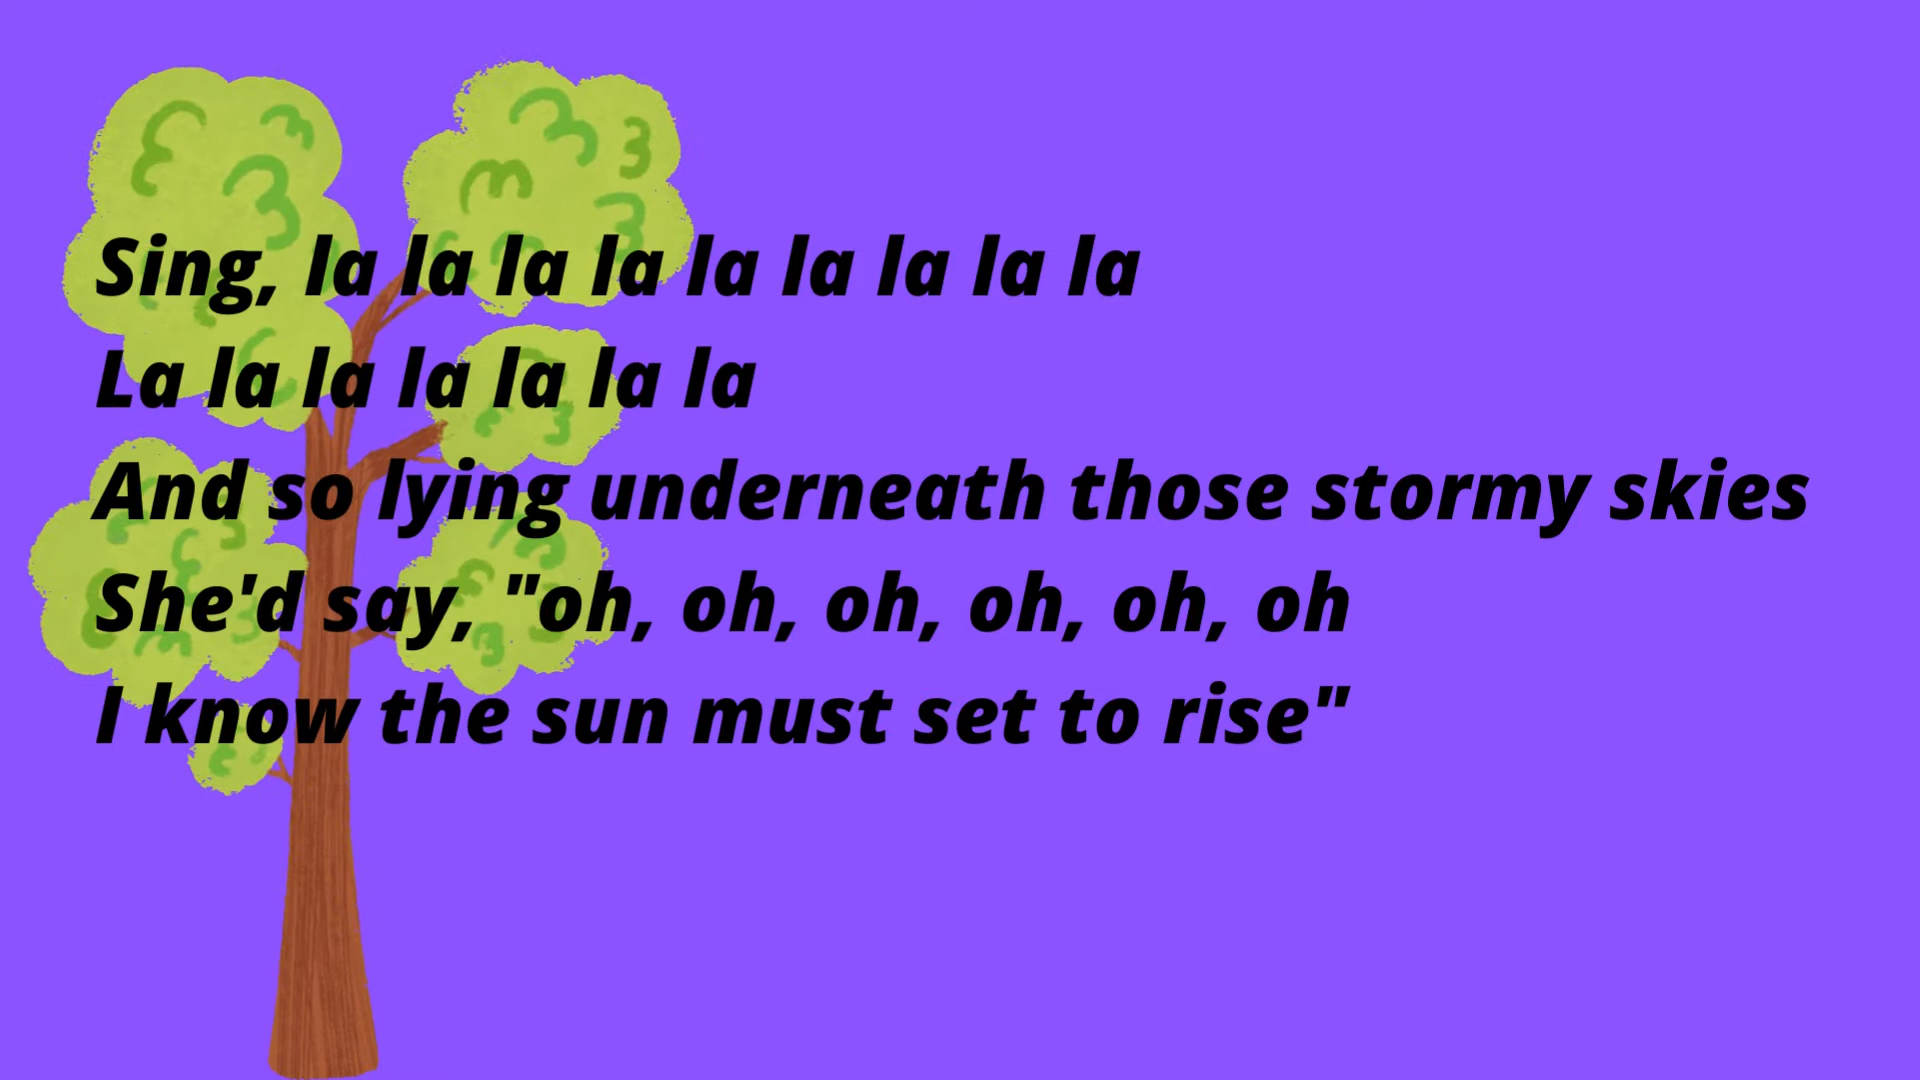 Sing, la la la la la la la la la
La la la la la la la
And so lying underneath those stormy skies
She'd say, "oh, oh, oh, oh, oh, oh
I know the sun must set to rise"